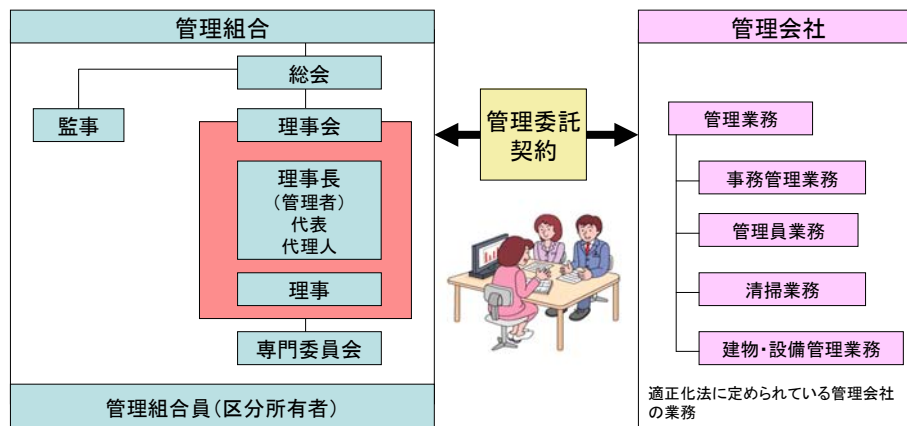 管理組合
総会
監事
理事会
理事長
(管理者)
代表
代理人
理事
専門委員会
管理組合員(区分所有者)
管理委託
契約
管理会社
管理業務
事務管理業務
管理員業務
清掃業務
建物・設備管理業務
適正化法に定められている管理会社
の業務